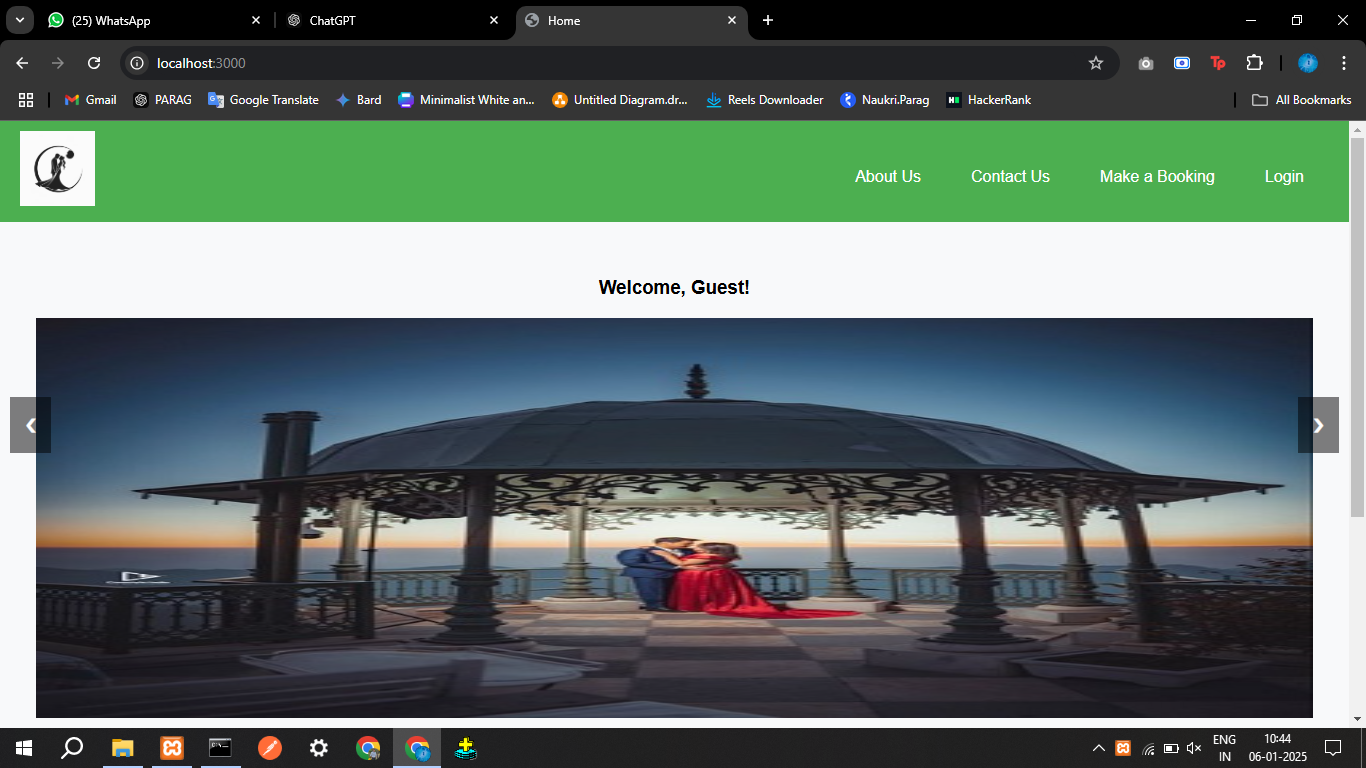 (25) WhatsApp
ChatGPT
Home
localhost:3000
Tp
Gmail
PARAG
Google Translate
Bard
Minimalist White an...
Untitled Diagram.dr...
Reels Downloader
Naukri.Parag
HackerRank
All Bookmarks
About Us
Contact Us
Make a Booking
Login
Welcome, Guest!
ENG
IN
10:44
06-01-2025